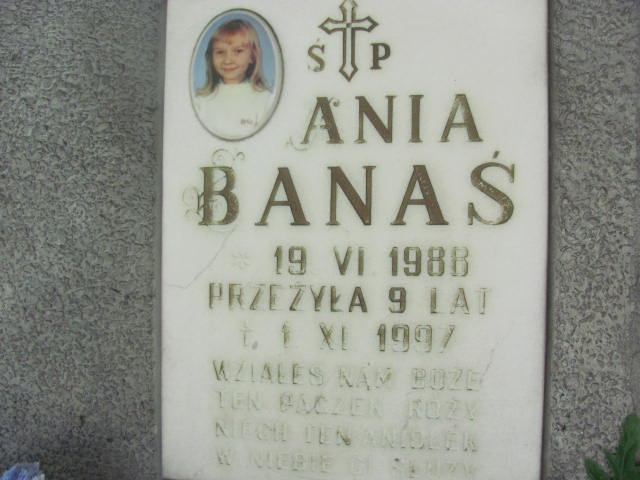 Ś P
ANIA
BANAŚ
* 19 VI 1988
PRZEŻYŁA 9 LAT
†. 1 XI 1997
WZIĄŁEŚ NAM BOŻE
TEN PĄCZEK RÓŻY
NIECH TEN ANIOŁEK
W NIEBIE CI SŁUŻY